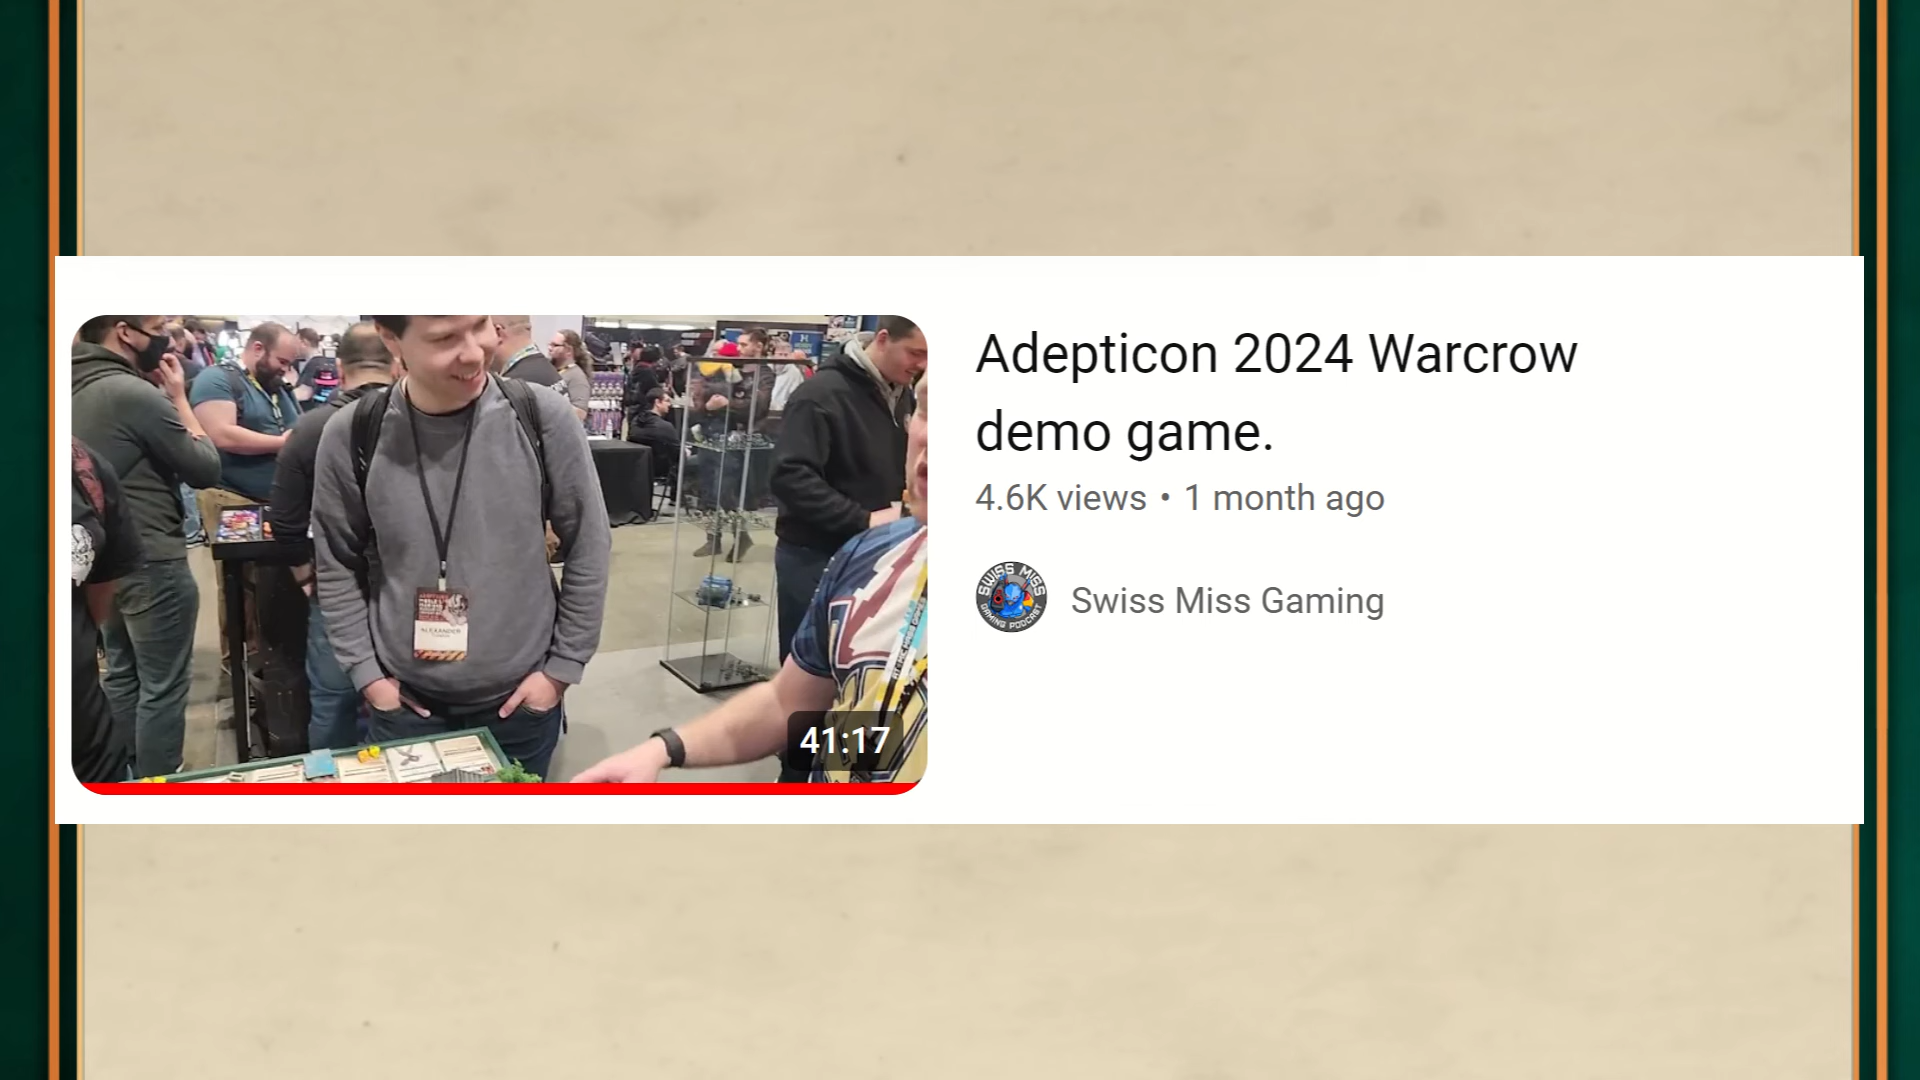 Adepticon 2024 Warcrow
demo game.
4.6K views • 1 month ago
SWISS MISS
GAMING PODCAST
Swiss Miss Gaming
ALEXANDER
41:17